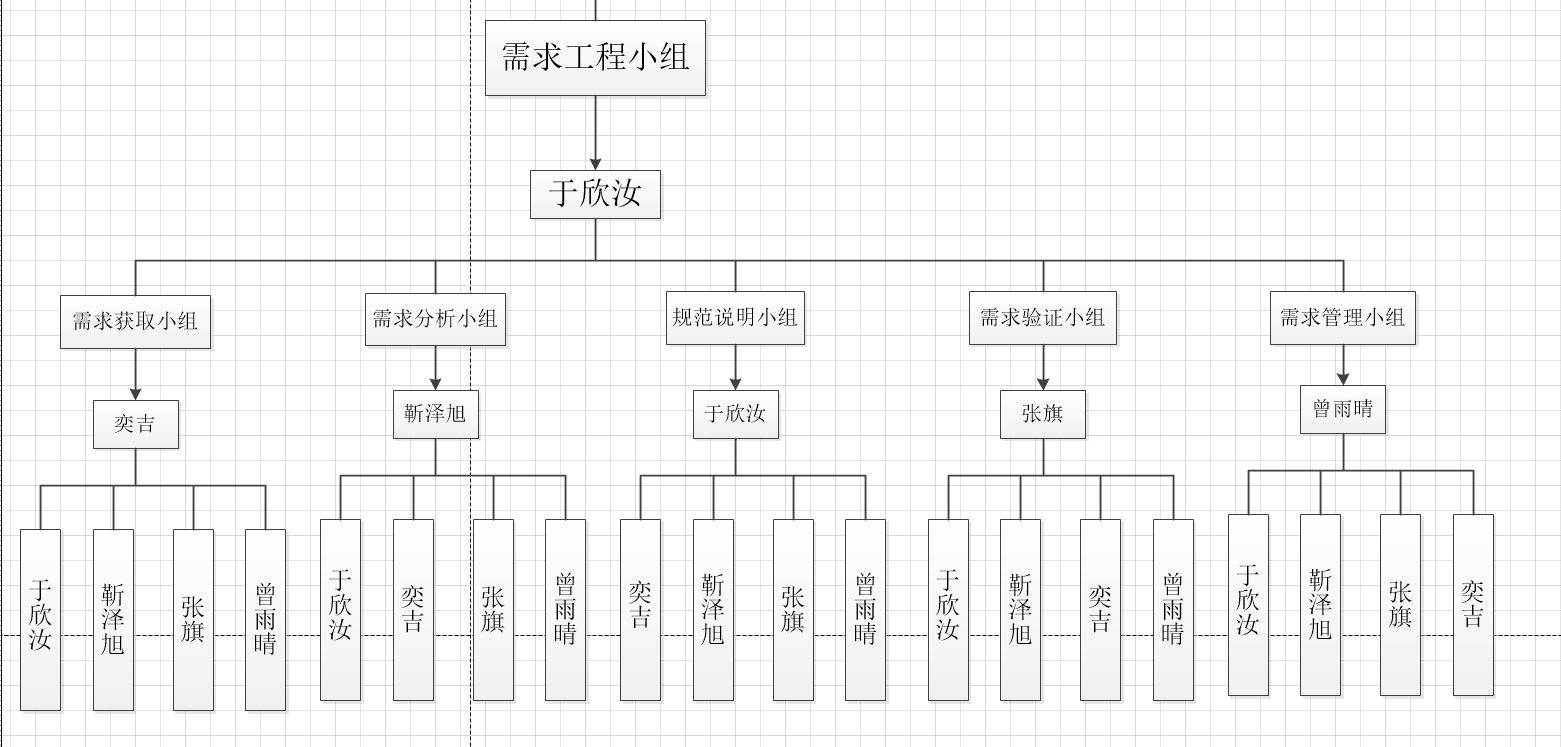 需求工程小组
于欣汝
需求获取小组
需求分析小组
规范说明小组
需求验证小组
需求管理小组
奕吉
靳泽旭
于欣汝
张旗
曾雨晴
于欣汝
靳泽旭
张旗
曾雨晴
于欣汝
奕吉
张旗
曾雨晴
奕吉
靳泽旭
张旗
曾雨晴
于欣汝
靳泽旭
奕吉
曾雨晴
于欣汝
靳泽旭
张旗
奕吉